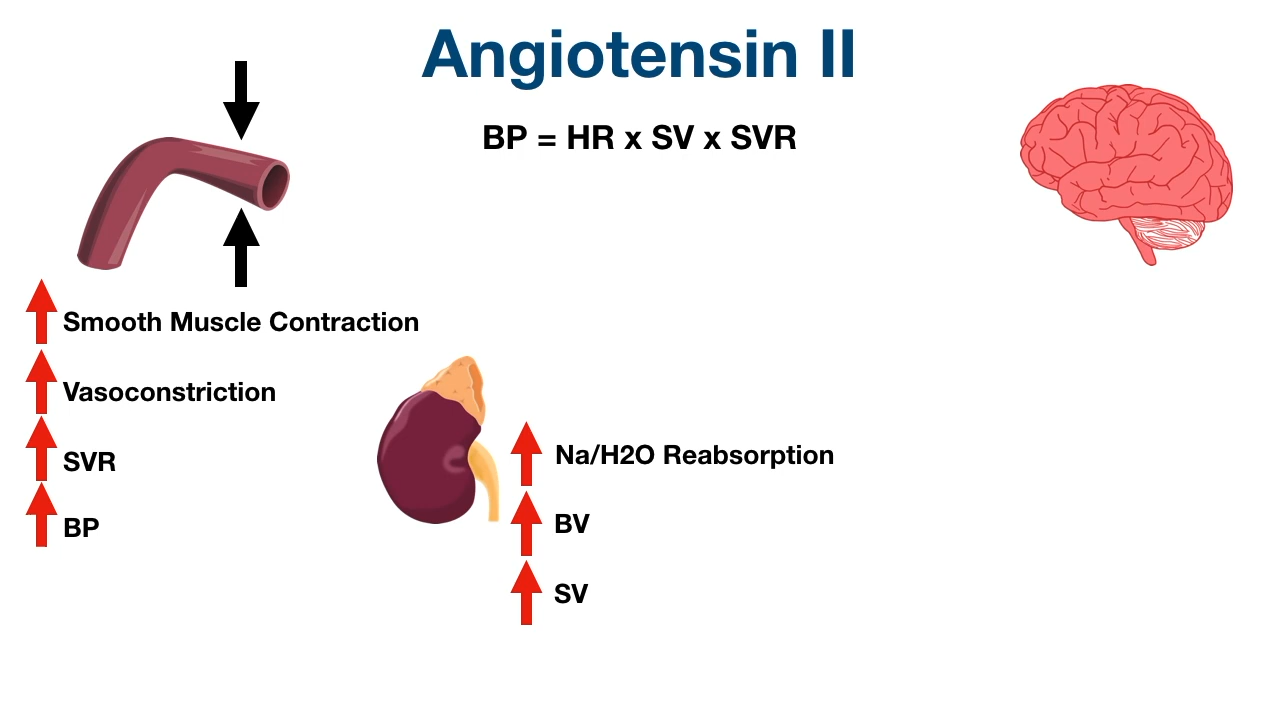 Angiotensin II
BP = HR x SV x SVR
Smooth Muscle Contraction
Vasoconstriction
SVR
BP
Na/H2O Reabsorption
BV
SV